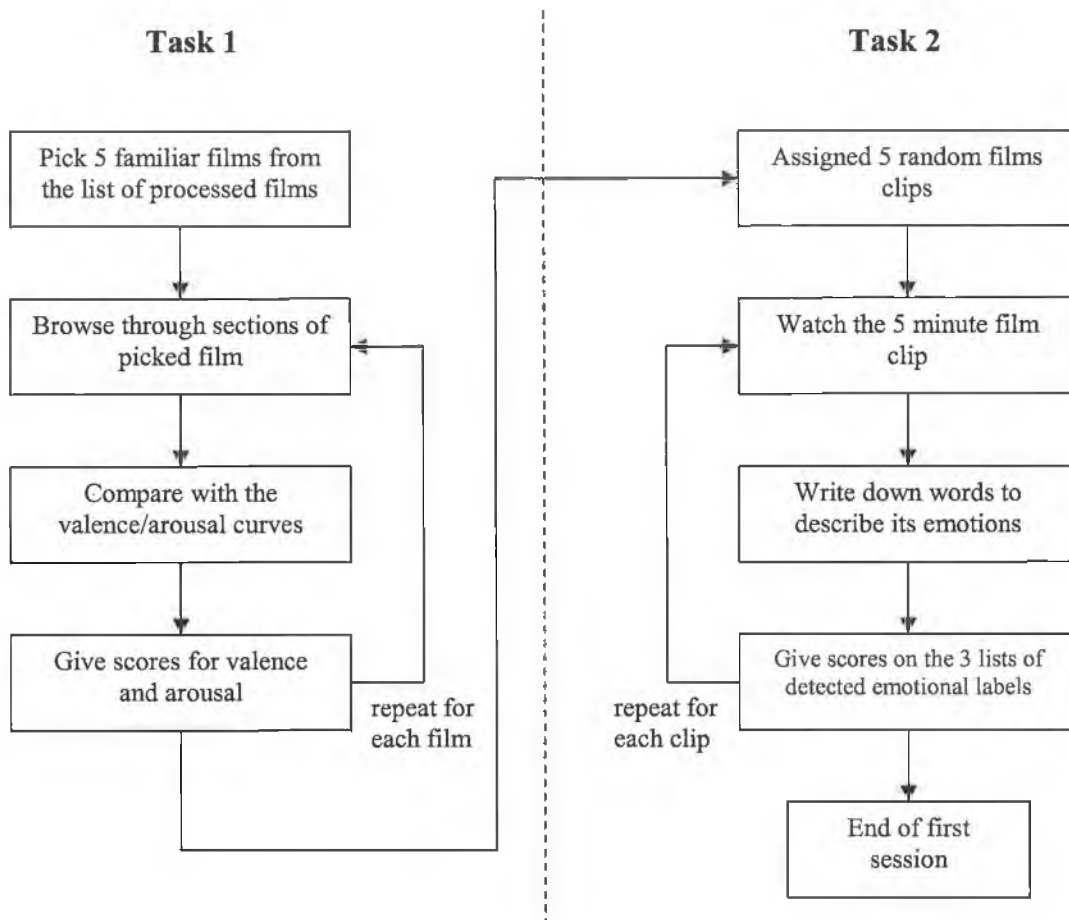 Task 1
Pick 5 familiar films from
the list of processed films
Browse through sections of
picked film
Compare with the
valence/arousal curves
Give scores for valence
and arousal
repeat for
each film
Task 2
Assigned 5 random films
clips
Watch the 5 minute film
clip
Write down words to
describe its emotions
Give scores on the 3 lists of
detected emotional labels
repeat for
each clip
End of first
session